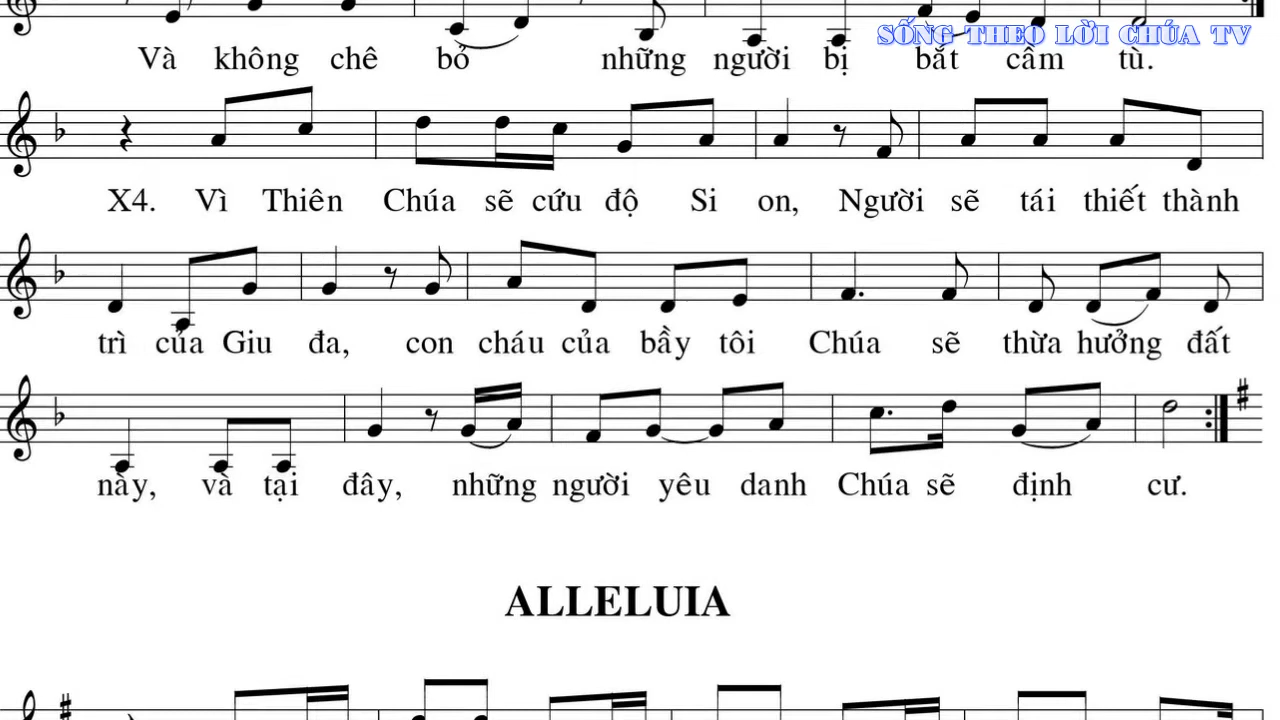 SỐNG THEO LỜI CHÚA TV
Và không chê bỏ những người bị bắt cầm tù.
X4. Vì Thiên Chúa sẽ cứu độ Si on, Người sẽ tái thiết thành
trì của Giu đa, con cháu của bầy tôi Chúa sẽ thừa hưởng đất
này, và tại đây, những người yêu danh Chúa sẽ định cư.
ALLELUIA